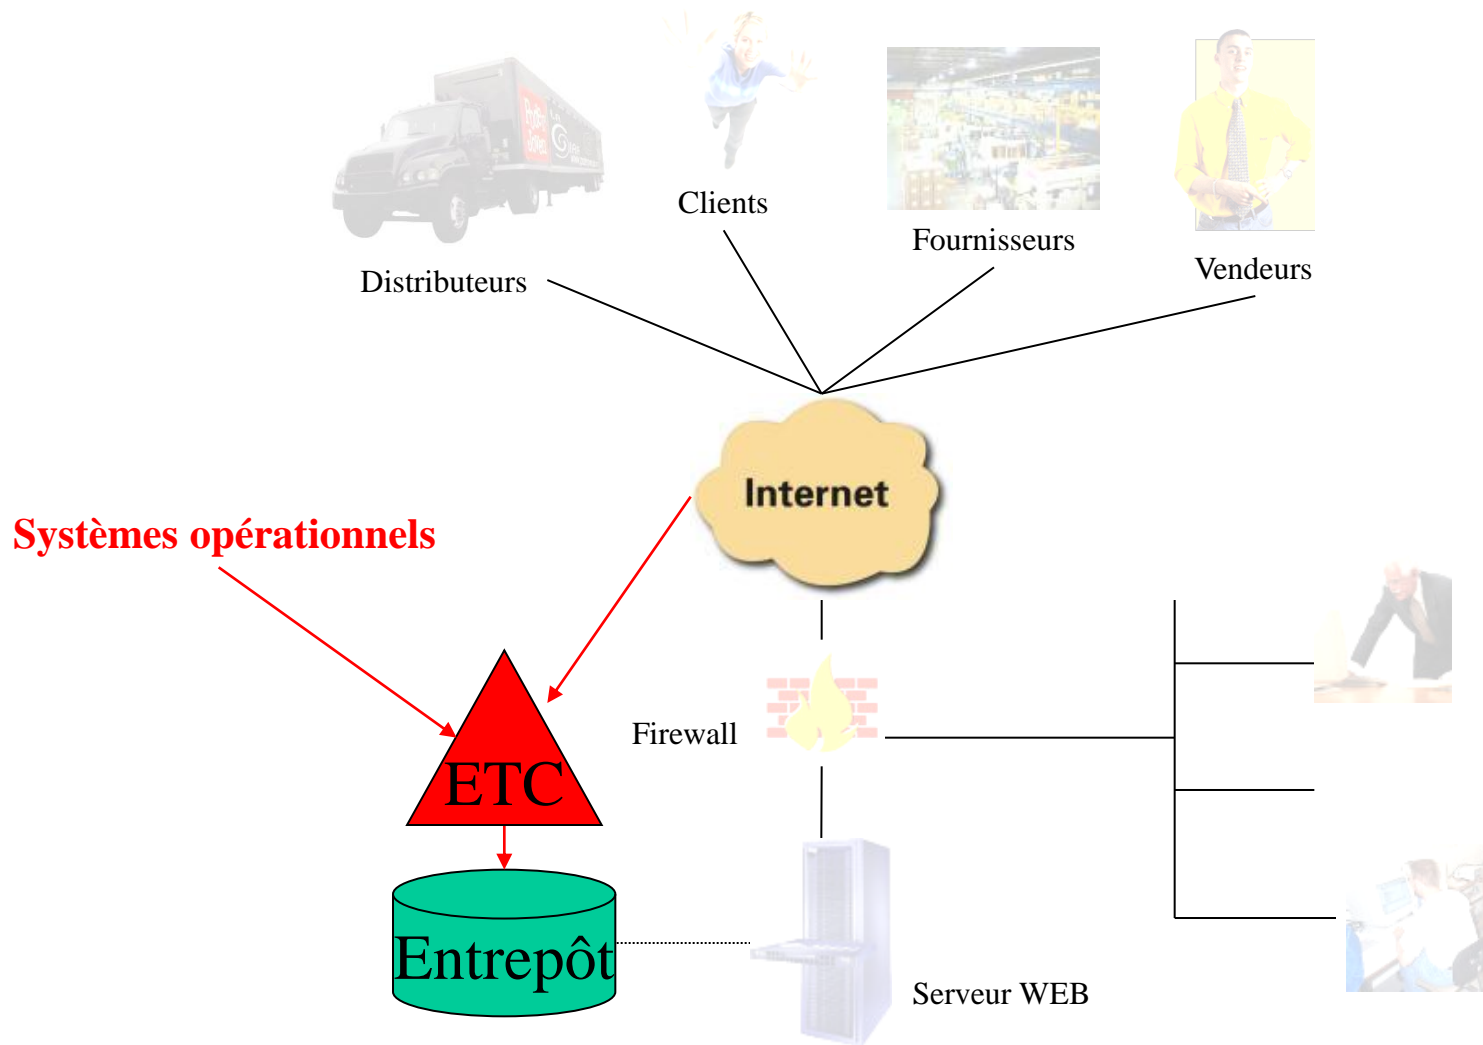 Clients
Fournisseurs
Vendeurs
Distributeurs
Internet
Systèmes opérationnels
Firewall
ETC
Entrepôt
Serveur WEB